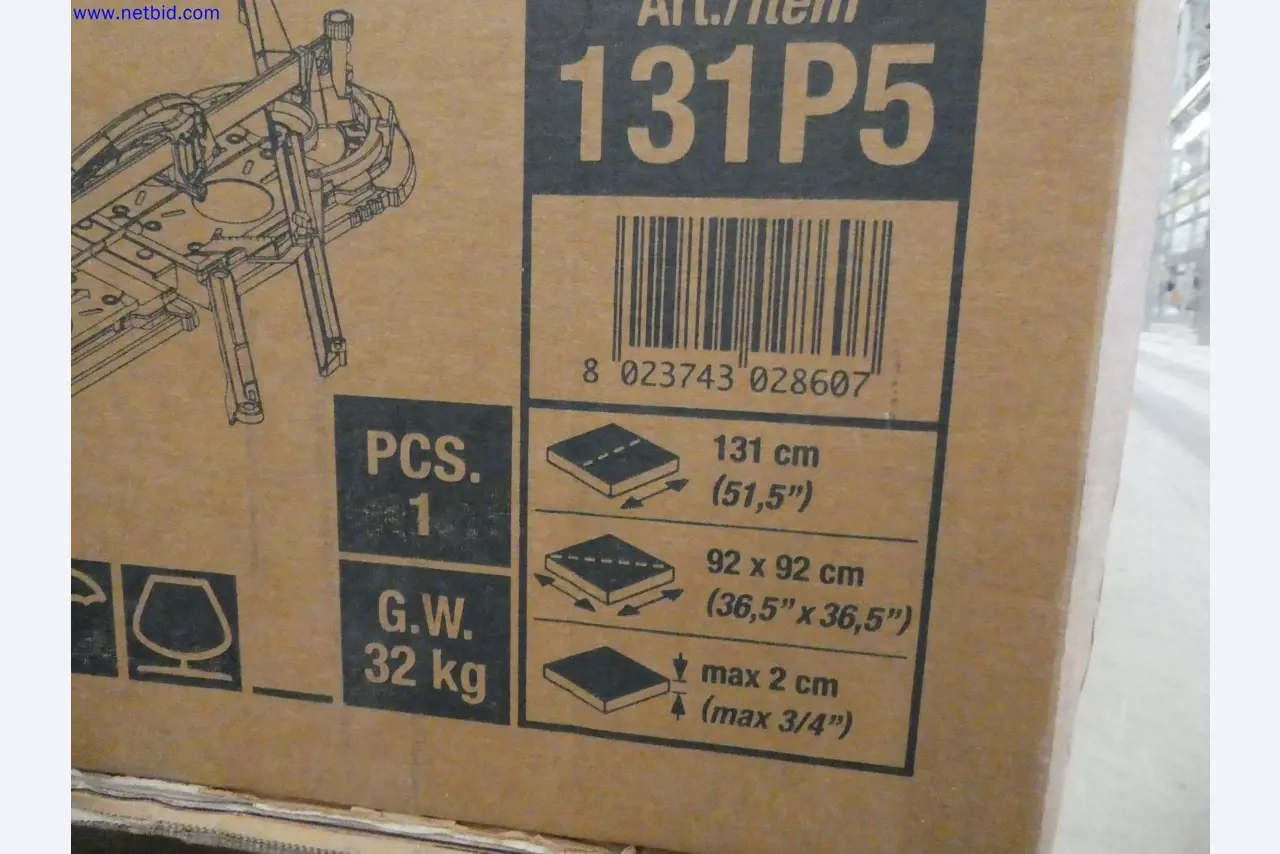 www.netbid.com
Art./Item
131P5
8 023743 028607
PCS.
1
G.W.
32 kg
131 cm
(51,5”)
92 x 92 cm
(36,5” x 36,5”)
max 2 cm
(max 3/4”)